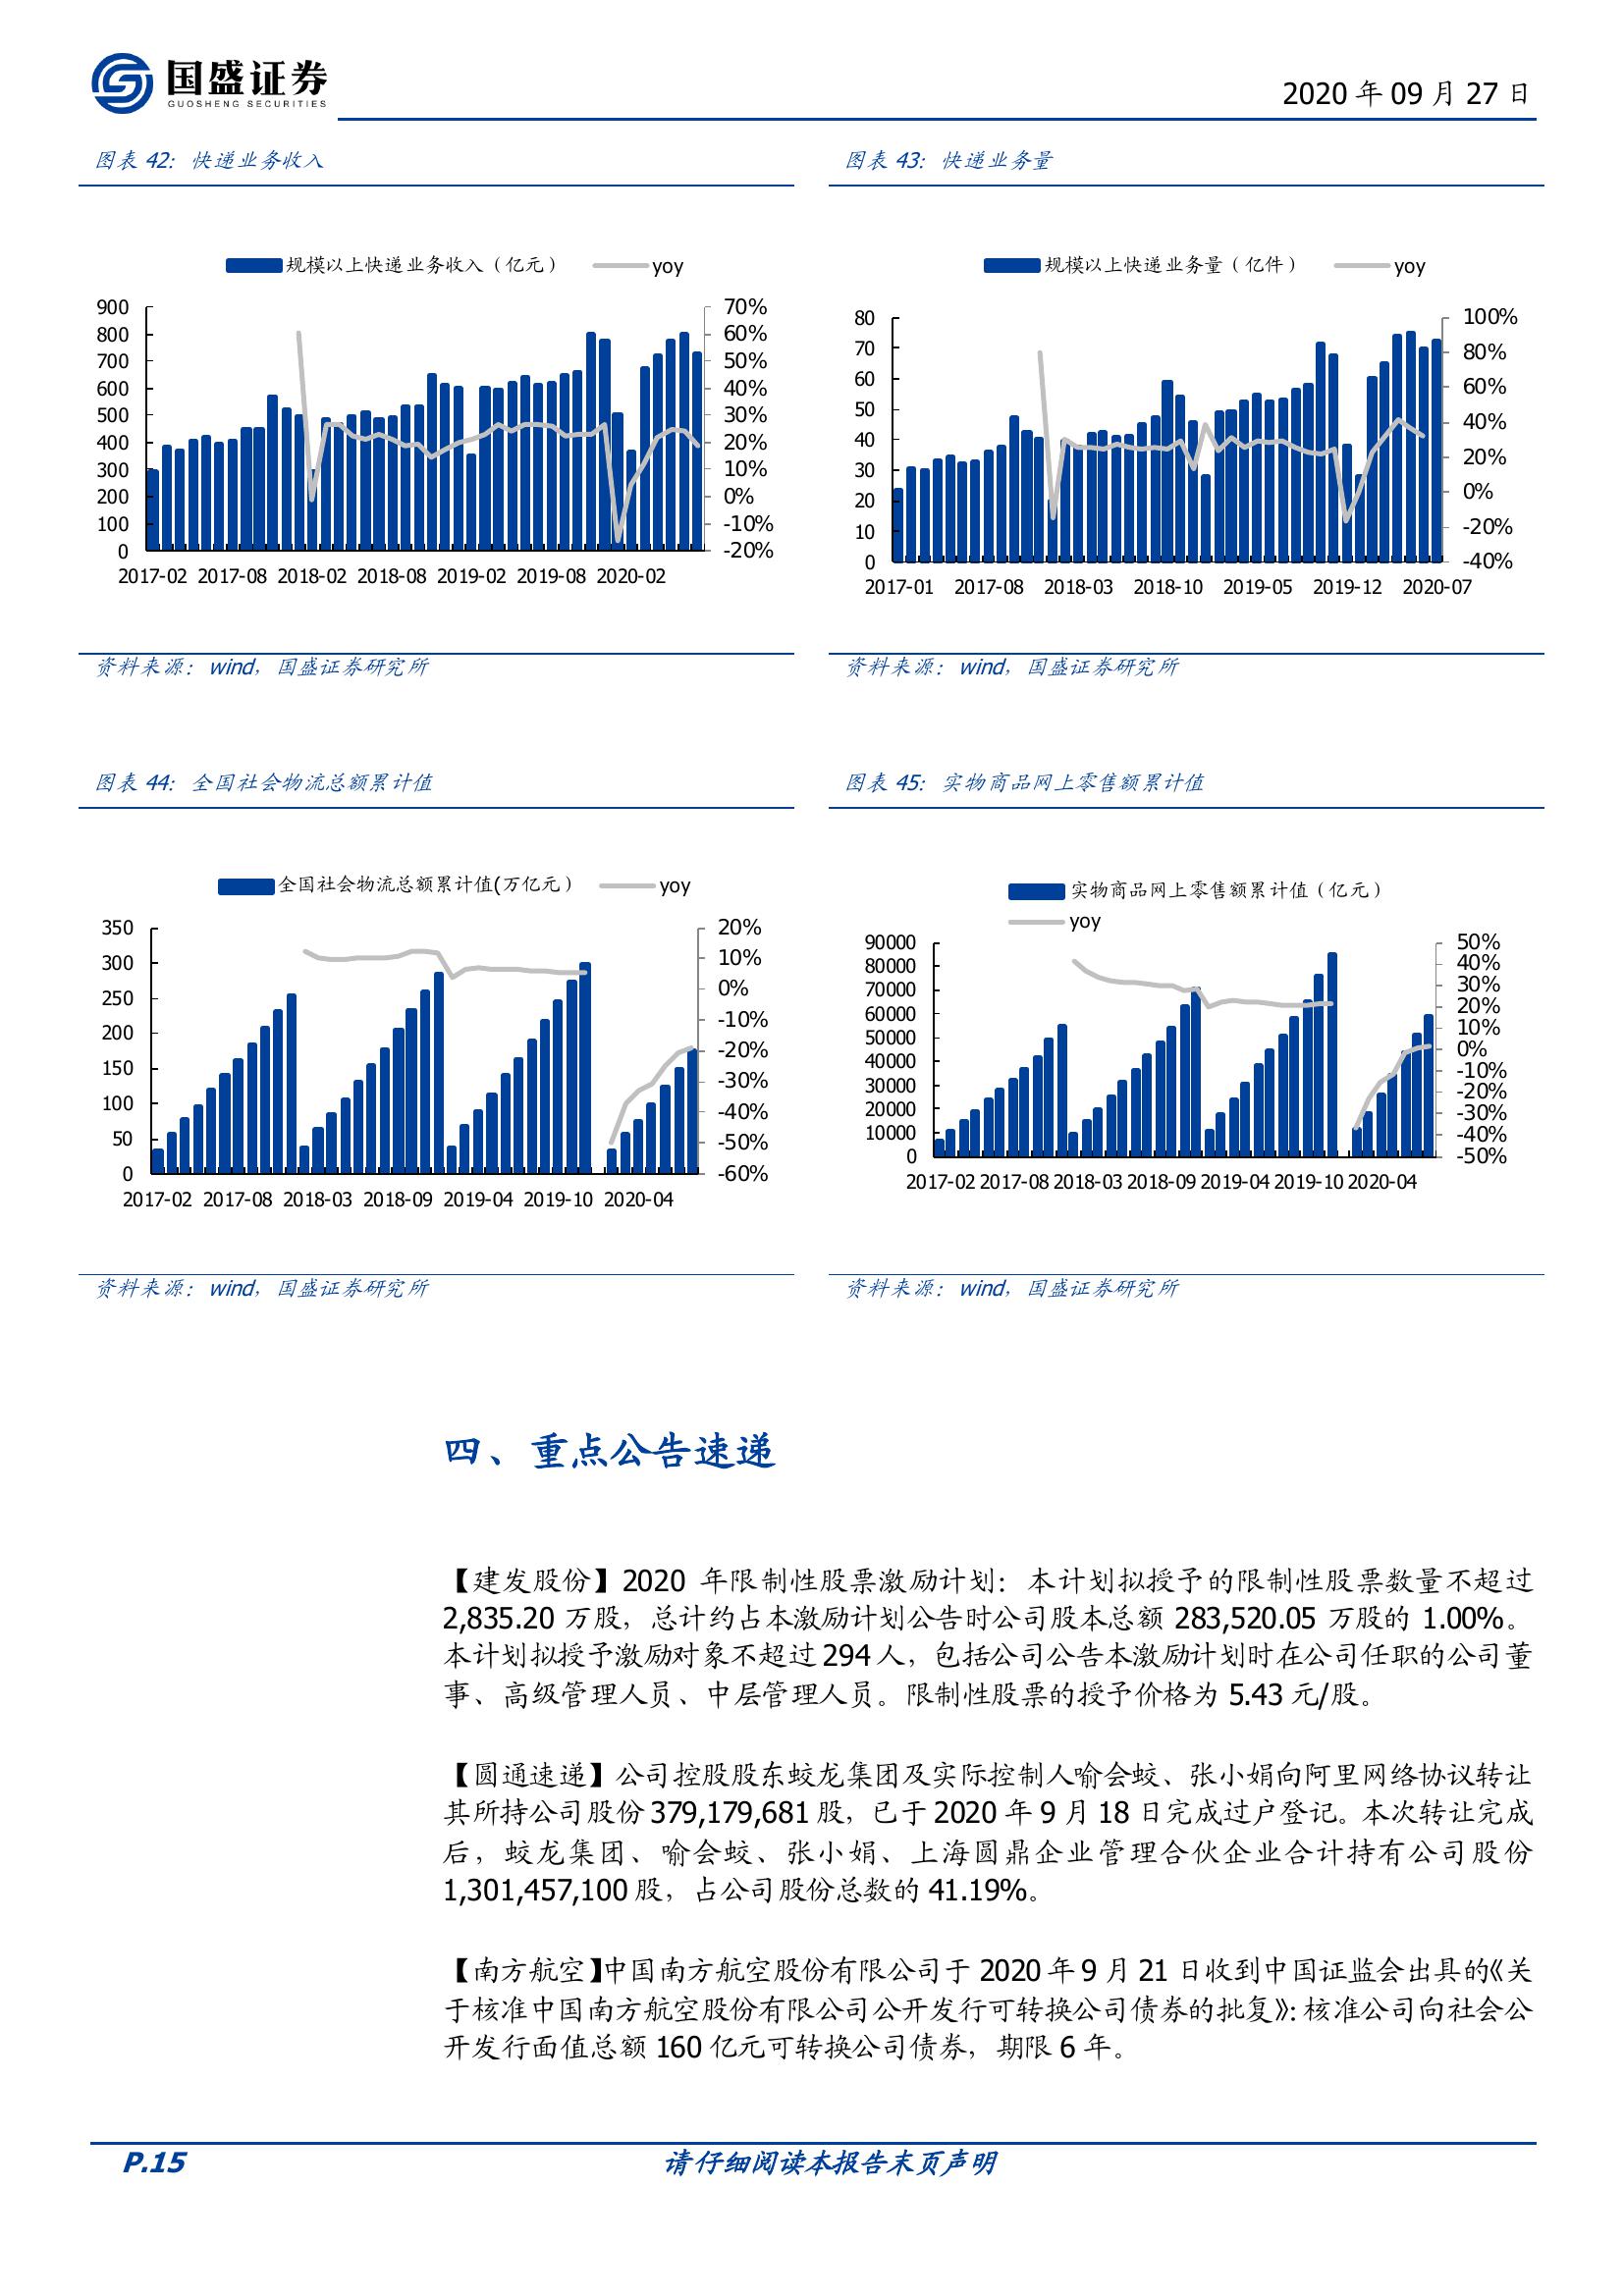 国盛证券
GUOSHENG SECURITIES
2020 年 09 月 27 日
图表 42: 快递业务收入
规模以上快递业务收入（亿元） yoy
900
800
700
600
500
400
300
200
100
0
70%
60%
50%
40%
30%
20%
10%
0%
-10%
-20%
2017-02 2017-08 2018-02 2018-08 2019-02 2019-08 2020-02
资料来源：wind，国盛证券研究所
图表 43: 快递业务量
规模以上快递业务量（亿件） yoy
80
70
60
50
40
30
20
10
0
100%
80%
60%
40%
20%
0%
-20%
-40%
2017-01 2017-08 2018-03 2018-10 2019-05 2019-12 2020-07
资料来源：wind，国盛证券研究所
图表 44: 全国社会物流总额累计值
全国社会物流总额累计值(万亿元） yoy
350
300
250
200
150
100
50
0
20%
10%
0%
-10%
-20%
-30%
-40%
-50%
-60%
2017-02 2017-08 2018-03 2018-09 2019-04 2019-10 2020-04
资料来源：wind，国盛证券研究所
图表 45: 实物商品网上零售额累计值
实物商品网上零售额累计值（亿元）
yoy
90000
80000
70000
60000
50000
40000
30000
20000
10000
0
50%
40%
30%
20%
10%
0%
-10%
-20%
-30%
-40%
-50%
2017-02 2017-08 2018-03 2018-09 2019-04 2019-10 2020-04
资料来源：wind，国盛证券研究所
四、重点公告速递
【建发股份】2020 年限制性股票激励计划：本计划拟授予的限制性股票数量不超过
2,835.20 万股，总计约占本激励计划公告时公司股本总额 283,520.05 万股的 1.00%。
本计划拟授予激励对象不超过 294 人，包括公司公告本激励计划时在公司任职的公司董
事、高级管理人员、中层管理人员。限制性股票的授予价格为 5.43 元/股。
【圆通速递】公司控股股东蛟龙集团及实际控制人喻会蛟、张小娟向阿里网络协议转让
其所持公司股份 379,179,681 股，已于 2020 年 9 月 18 日完成过户登记。本次转让完成
后，蛟龙集团、喻会蛟、张小娟、上海圆鼎企业管理合伙企业合计持有公司股份
1,301,457,100 股，占公司股份总数的 41.19%。
【南方航空】中国南方航空股份有限公司于 2020 年 9 月 21 日收到中国证监会出具的《关
于核准中国南方航空股份有限公司公开发行可转换公司债券的批复》：核准公司向社会公
开发行面值总额 160 亿元可转换公司债券，期限 6 年。
P.15
请仔细阅读本报告末页声明